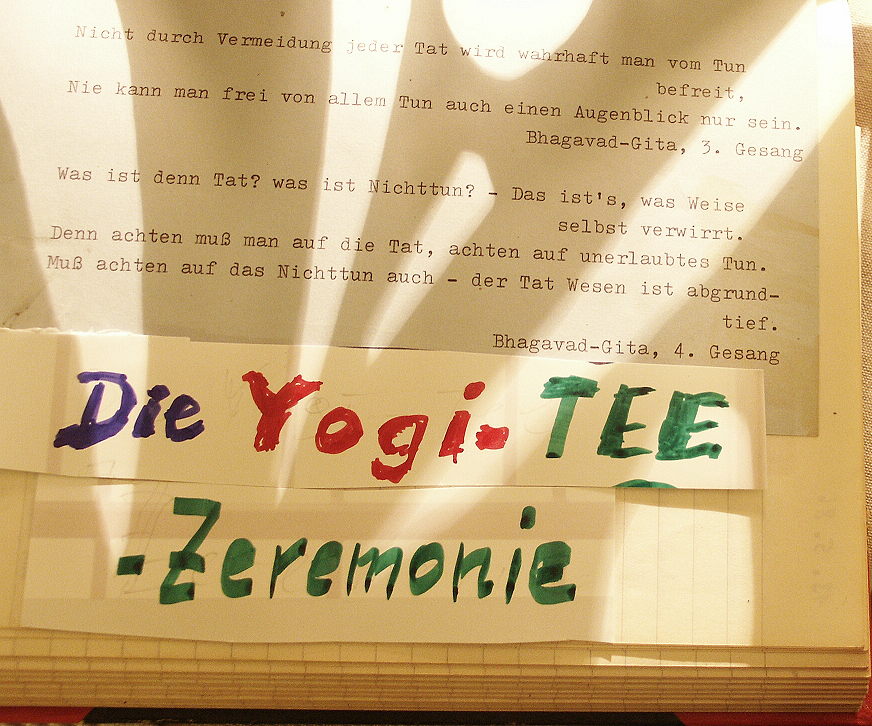 Nicht durch Vermeidung jeder Tat wird wahrhaft man vom Tun
befreit,
Nie kann man frei von allem Tun auch einen Augenblick nur sein.
Bhagavad-Gita, 3. Gesang
Was ist denn Tat? was ist Nichttun? - Das ist's, was Weise
selbst verwirrt.
Denn achten muß man auf die Tat, achten auf unerlaubtes Tun.
Muß achten auf das Nichttun auch - der Tat Wesen ist abgrund-
tief.
Bhagavad-Gita, 4. Gesang
Die Yogi-TEE
-Zeremonie